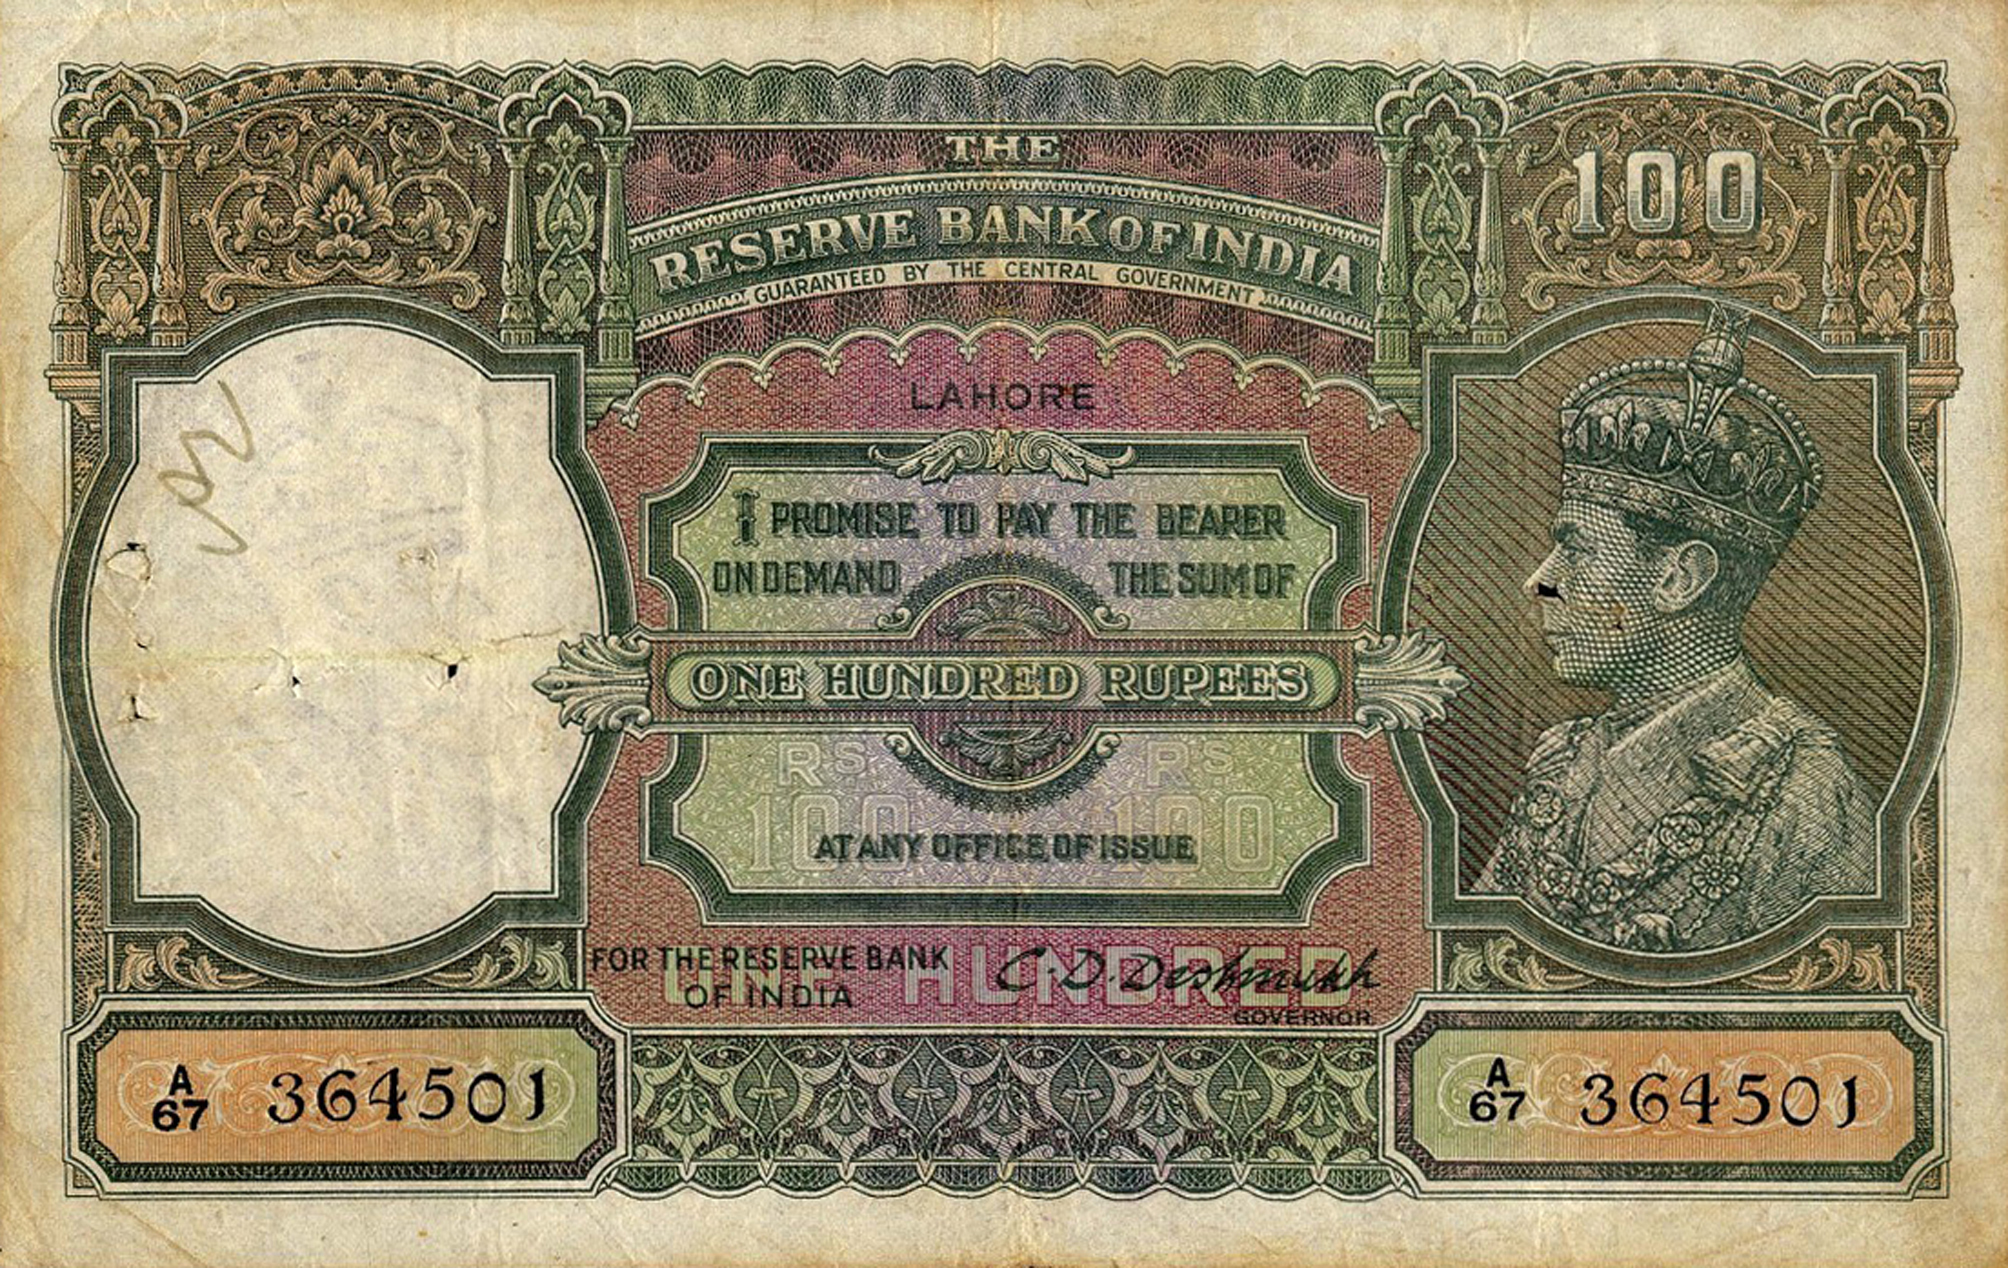 THE
100
RESERVE BANK OF INDIA
GUARANTEED BY THE CENTRAL GOVERNMENT
LAHORE
I PROMISE TO PAY THE BEARER
ON DEMAND THE SUM OF
ONE HUNDRED RUPEES
RS RS
100 100
AT ANY OFFICE OF ISSUE
ONE HUNDRED
FOR THE RESERVE BANK
OF INDIA
C.D. Deshmukh
GOVERNOR
A
67 364501
A
67 364501